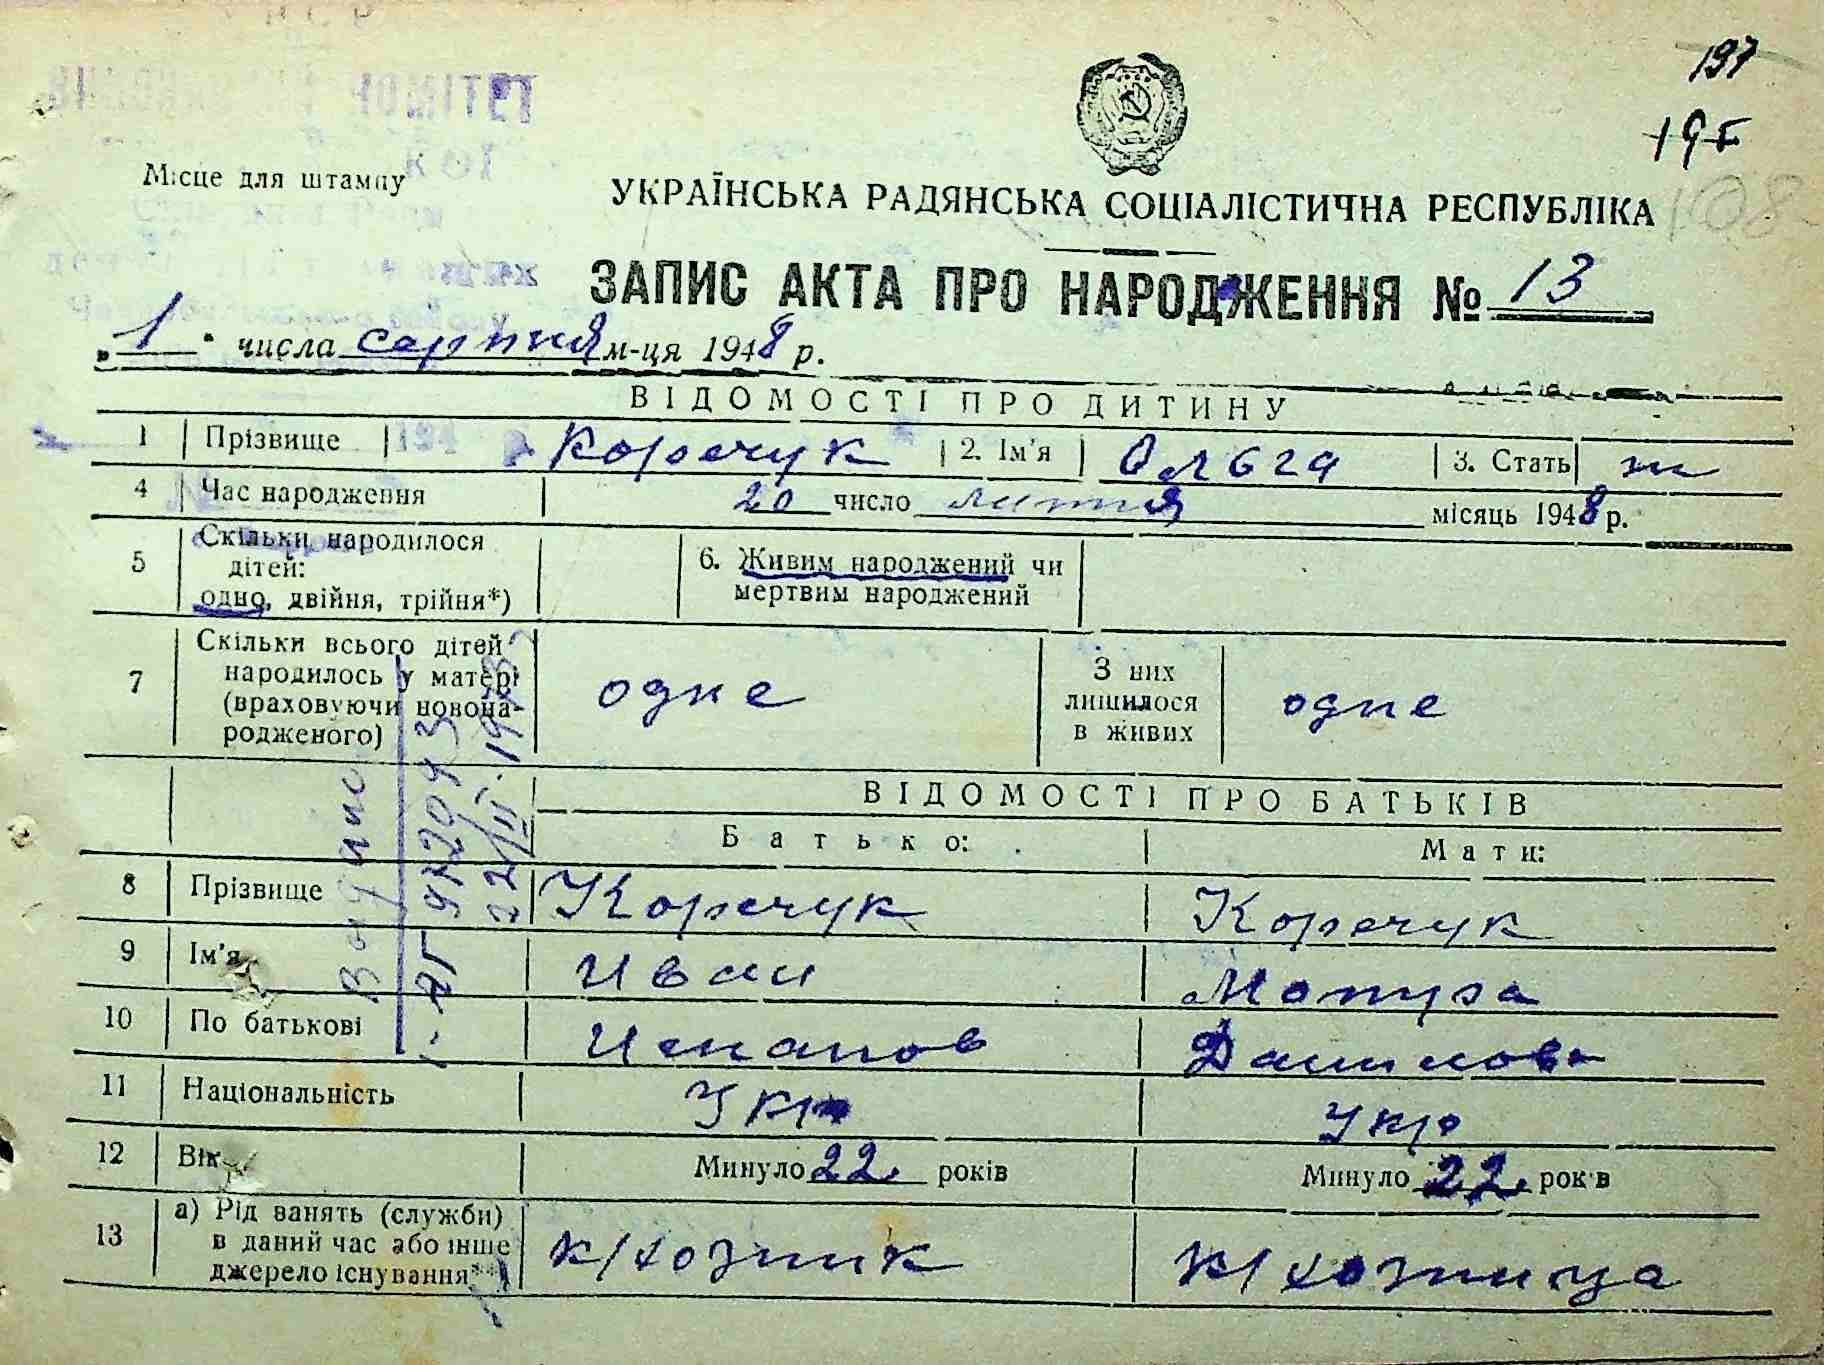 197
195
108
КОМІТЕТ
Місце для штампу
УКРАЇНСЬКА РАДЯНСЬКА СОЦІАЛІСТИЧНА РЕСПУБЛІКА
ЗАПИС АКТА ПРО НАРОДЖЕННЯ № 13
„ 1 " числа серпня м-ця 1948 р.
ВІДОМОСТІ ПРО ДИТИНУ
1 Прізвище Коречук 2. Ім'я Ольга 3. Стать ж
4 Час народження 20 число липня місяць 1948 р.
5 Скільки народилося дітей: одно, двійня, трійня*) 6. Живим народжений чи мертвим народжений
7 Скільки всього дітей народилось у матері (враховуючи новонародженого) одне З них лишилося в живих одне
ВІДОМОСТІ ПРО БАТЬКІВ
Батько: Мати:
8 Прізвище Коречук Коречук
9 Ім'я Иван
10 По батькові Данилова
11 Національність Укр Укр
12 Вік Минуло 22 років Минуло 22 років
13 а) Рід занять (служби) в даний час або інше джерело існування**) к/хозник к/хозница